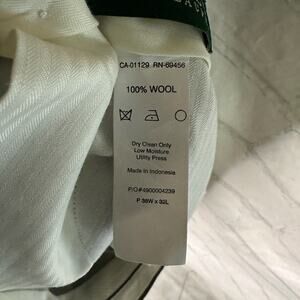 CA-01129 RN-69456
100% WOOL
Dry Clean Only
Low Moisture
Utility Press
Made in Indonesia
P/O#4900004239
P 38W x 32L